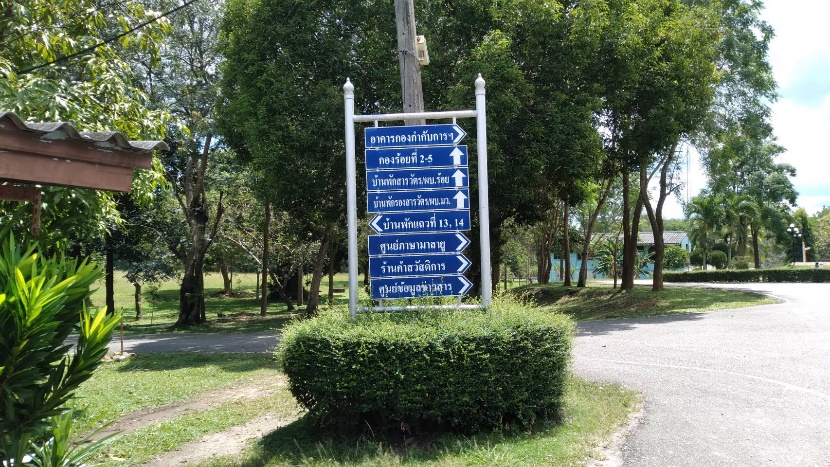 อาคารกองกำกับการฯ
กองร้อยที่ 2-5
บ้านพักสารวัตร/ผบ.ร้อย
บ้านพักรองสารวัตร/ผบ.มว.
บ้านพักแถวที่ 13, 14
ศูนย์ภาษามาลายู
ร้านค้าสวัสดิการ
ศูนย์ข้อมูลข่าวสาร